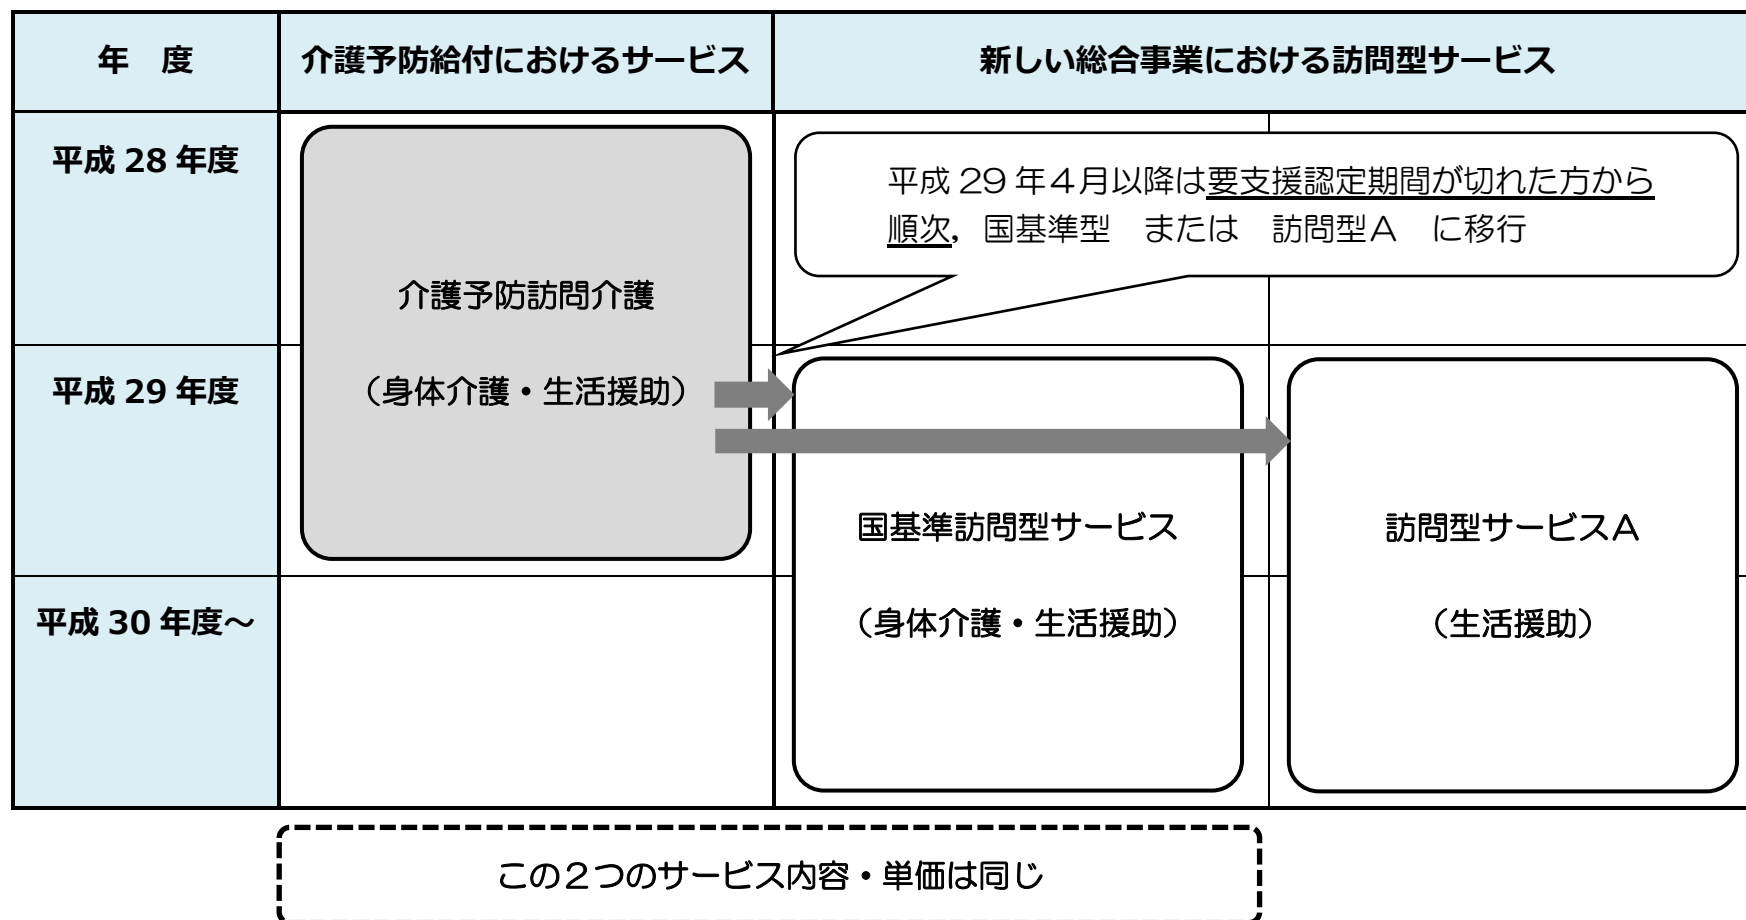 年　度
介護予防給付におけるサービス
新しい総合事業における訪問型サービス
平成 28 年度
平成 29 年４月以降は要支援認定期間が切れた方から
順次，国基準型　または　訪問型Ａ　に移行
介護予防訪問介護
（身体介護・生活援助）
平成 29 年度
国基準訪問型サービス
（身体介護・生活援助）
訪問型サービスＡ
（生活援助）
平成 30 年度～
この２つのサービス内容・単価は同じ